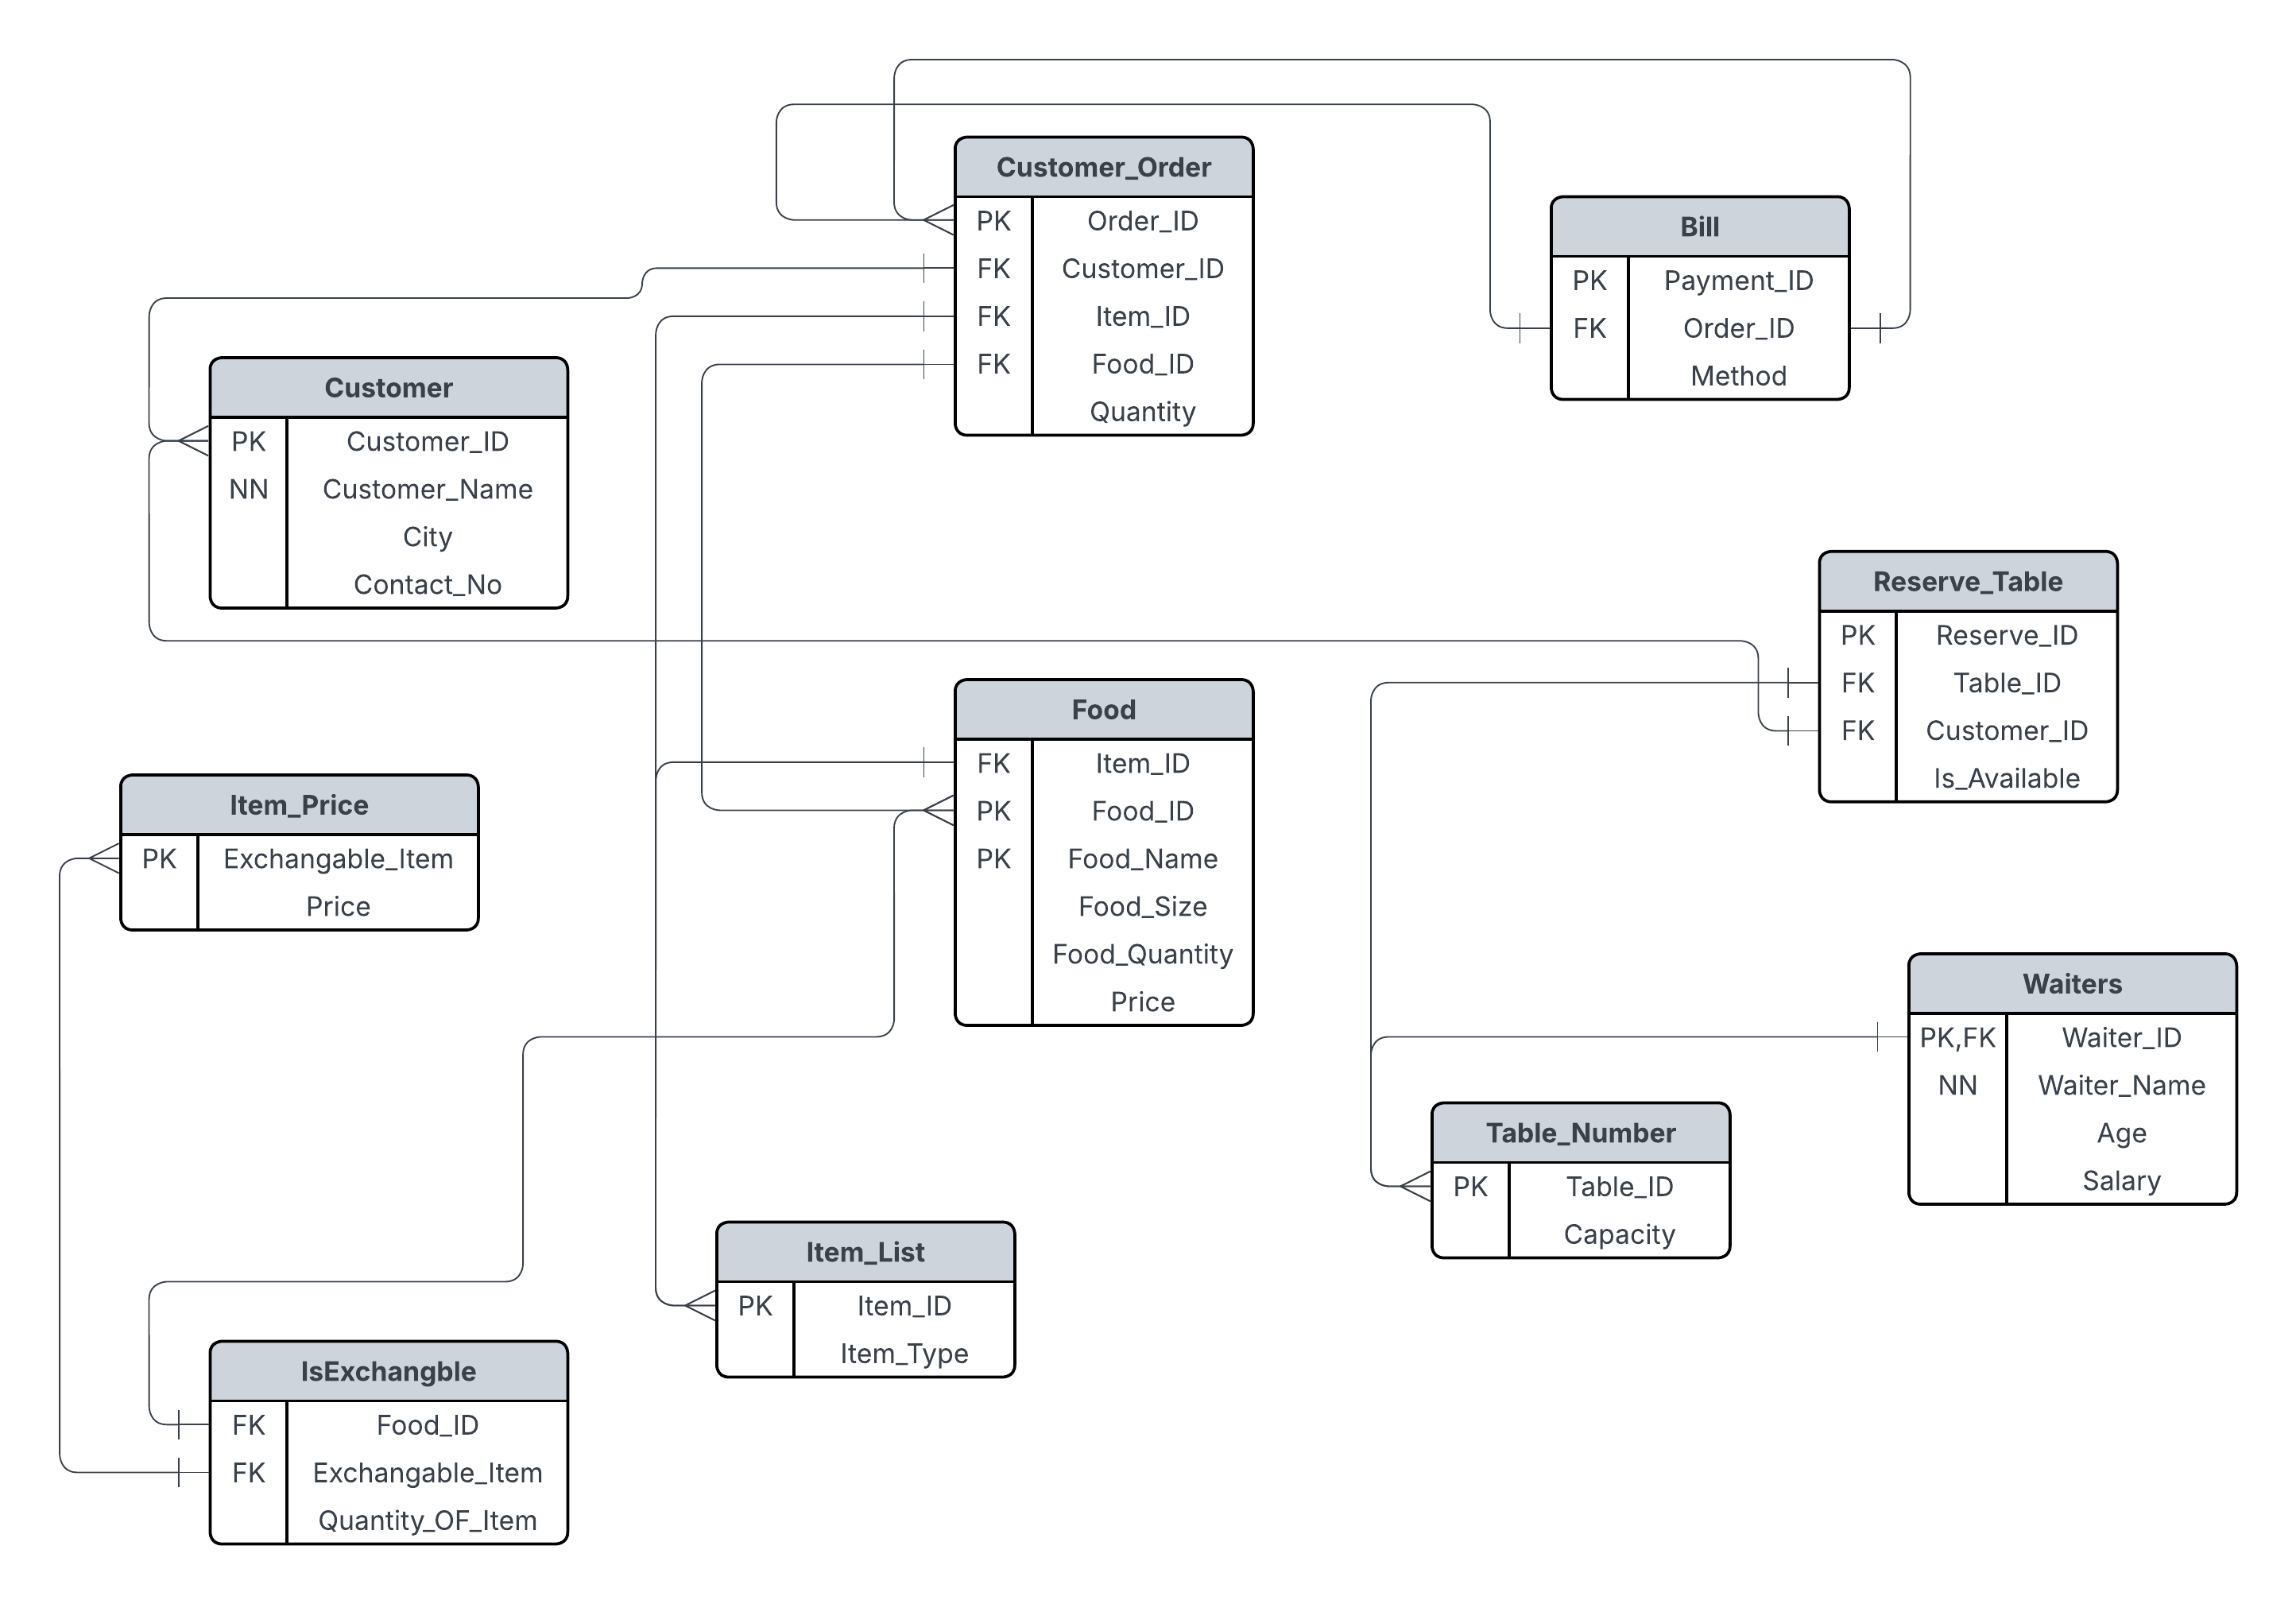 Customer_Order
PK Order_ID
FK Customer_ID
FK Item_ID
FK Food_ID
Quantity
Bill
PK Payment_ID
FK Order_ID
Method
Customer
PK Customer_ID
NN Customer_Name
City
Contact_No
Reserve_Table
PK Reserve_ID
FK Table_ID
FK Customer_ID
Is_Available
Food
FK Item_ID
PK Food_ID
PK Food_Name
Food_Size
Food_Quantity
Price
Item_Price
PK Exchangable_Item
Price
Waiters
PK,FK Waiter_ID
NN Waiter_Name
Age
Salary
Table_Number
PK Table_ID
Capacity
Item_List
PK Item_ID
Item_Type
IsExchangble
FK Food_ID
FK Exchangable_Item
Quantity_OF_Item